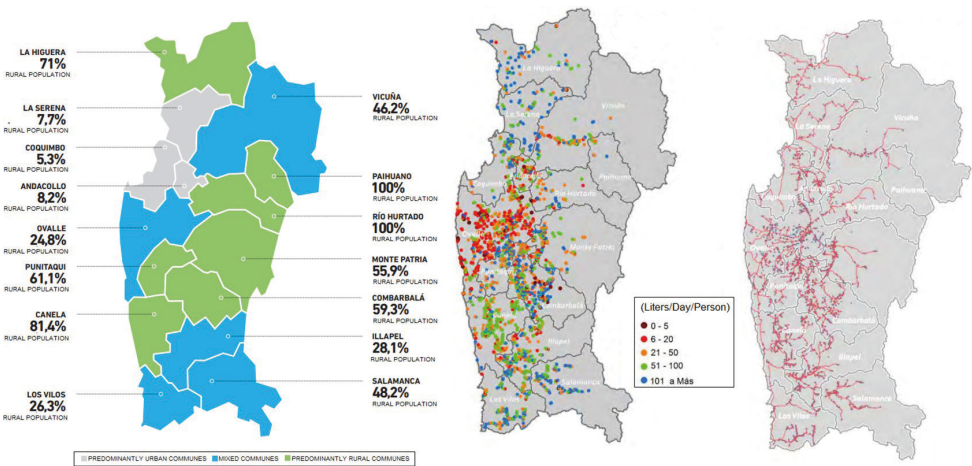 LA HIGUERA
71%
RURAL POPULATION
LA SERENA
7,7%
RURAL POPULATION
COQUIMBO
5.3%
RURAL POPULATION
ANDACOLLO
8,2%
RURAL POPULATION
OVALLE
24,8%
RURAL POPULATION
PUNITAQUI
61,1%
RURAL POPULATION
CANELA
81,4%
RURAL POPULATION
LOS VILOS
26,3%
RURAL POPULATION
VICUÑA
46,2%
RURAL POPULATION
PAIHUANO
100%
RURAL POPULATION
RÍO HURTADO
100%
RURAL POPULATION
MONTE PATRIA
55,9%
RURAL POPULATION
COMBARBALÁ
59,3%
RURAL POPULATION
ILLAPEL
28,1%
RURAL POPULATION
SALAMANCA
48,2%
RURAL POPULATION
PREDOMINANTLY URBAN COMMUNES MIXED COMMUNES PREDOMINANTLY RURAL COMMUNES
La Higuera
Vicuña
La Serena
Paihuano
Coquimbo
Río Hurtado
Monte Patria
Combarbalá
Illapel
Salamanca
Los Vilos
(Liters/Day/Person)
0 - 5
6 - 20
21 - 50
51 - 100
101 a Más
La Higuera
Vicuña
La Serena
Paihuano
Coquimbo
Río Hurtado
Punitaqui
Combarbalá
Illapel
Salamanca
Los Vilos